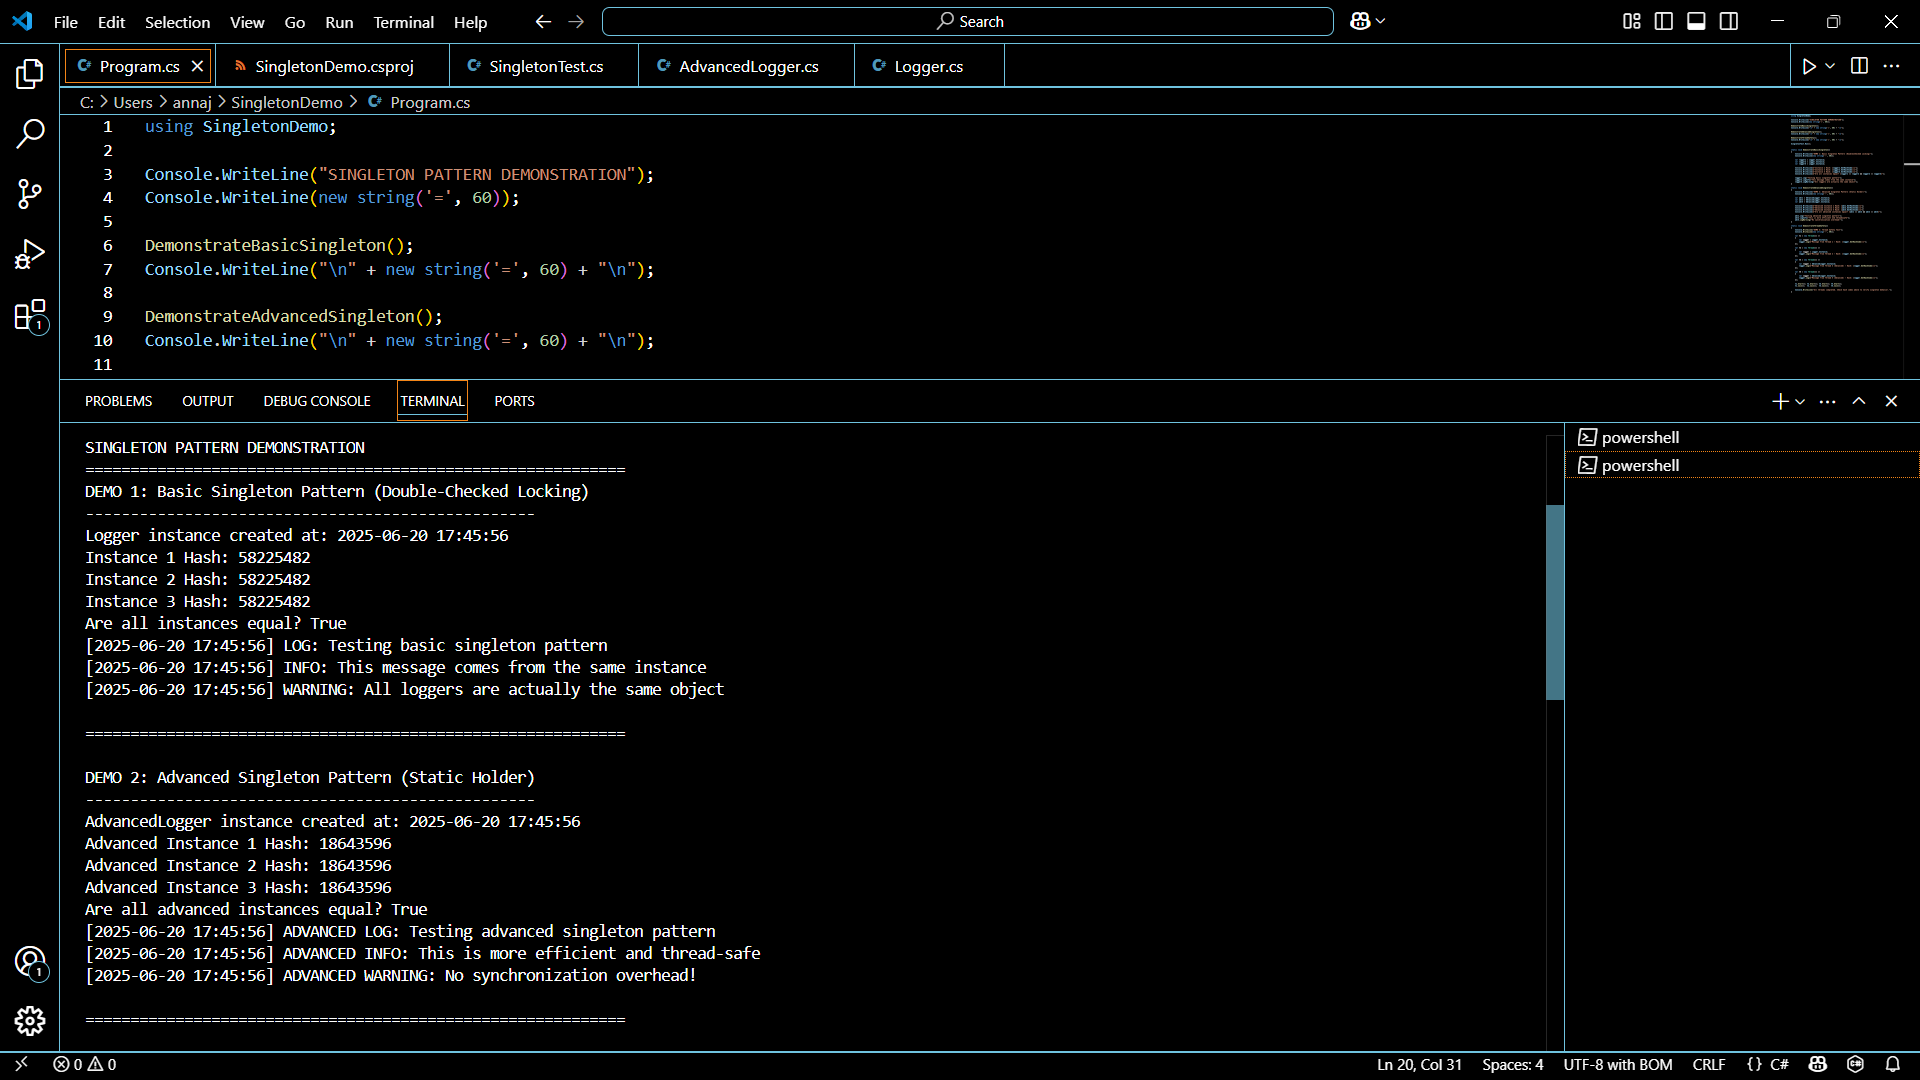 File Edit Selection View Go Run Terminal Help
Search
Program.cs SingletonDemo.csproj SingletonTest.cs AdvancedLogger.cs Logger.cs
C: > Users > annaj > SingletonDemo > Program.cs
1 using SingletonDemo;
2
3 Console.WriteLine("SINGLETON PATTERN DEMONSTRATION");
4 Console.WriteLine(new string('=', 60));
5
6 DemonstrateBasicSingleton();
7 Console.WriteLine("\n" + new string('=', 60) + "\n");
8
9 DemonstrateAdvancedSingleton();
10 Console.WriteLine("\n" + new string('=', 60) + "\n");
11
PROBLEMS OUTPUT DEBUG CONSOLE TERMINAL PORTS
SINGLETON PATTERN DEMONSTRATION
============================================================
DEMO 1: Basic Singleton Pattern (Double-Checked Locking)
--------------------------------------------------
Logger instance created at: 2025-06-20 17:45:56
Instance 1 Hash: 58225482
Instance 2 Hash: 58225482
Instance 3 Hash: 58225482
Are all instances equal? True
[2025-06-20 17:45:56] LOG: Testing basic singleton pattern
[2025-06-20 17:45:56] INFO: This message comes from the same instance
[2025-06-20 17:45:56] WARNING: All loggers are actually the same object
============================================================
DEMO 2: Advanced Singleton Pattern (Static Holder)
--------------------------------------------------
AdvancedLogger instance created at: 2025-06-20 17:45:56
Advanced Instance 1 Hash: 18643596
Advanced Instance 2 Hash: 18643596
Advanced Instance 3 Hash: 18643596
Are all advanced instances equal? True
[2025-06-20 17:45:56] ADVANCED LOG: Testing advanced singleton pattern
[2025-06-20 17:45:56] ADVANCED INFO: This is more efficient and thread-safe
[2025-06-20 17:45:56] ADVANCED WARNING: No synchronization overhead!
============================================================
powershell
powershell
1
1
0 0
Ln 20, Col 31 Spaces: 4 UTF-8 with BOM CRLF {} C#